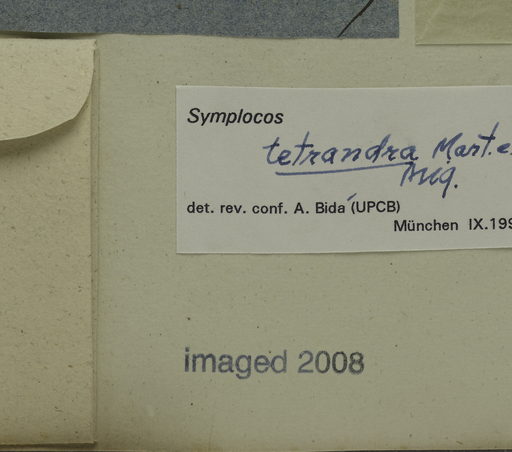 Symplocos
tetrandra Mart. e
Miq.
det. rev. conf. A. Bidá (UPCB)
München IX.199
imaged 2008